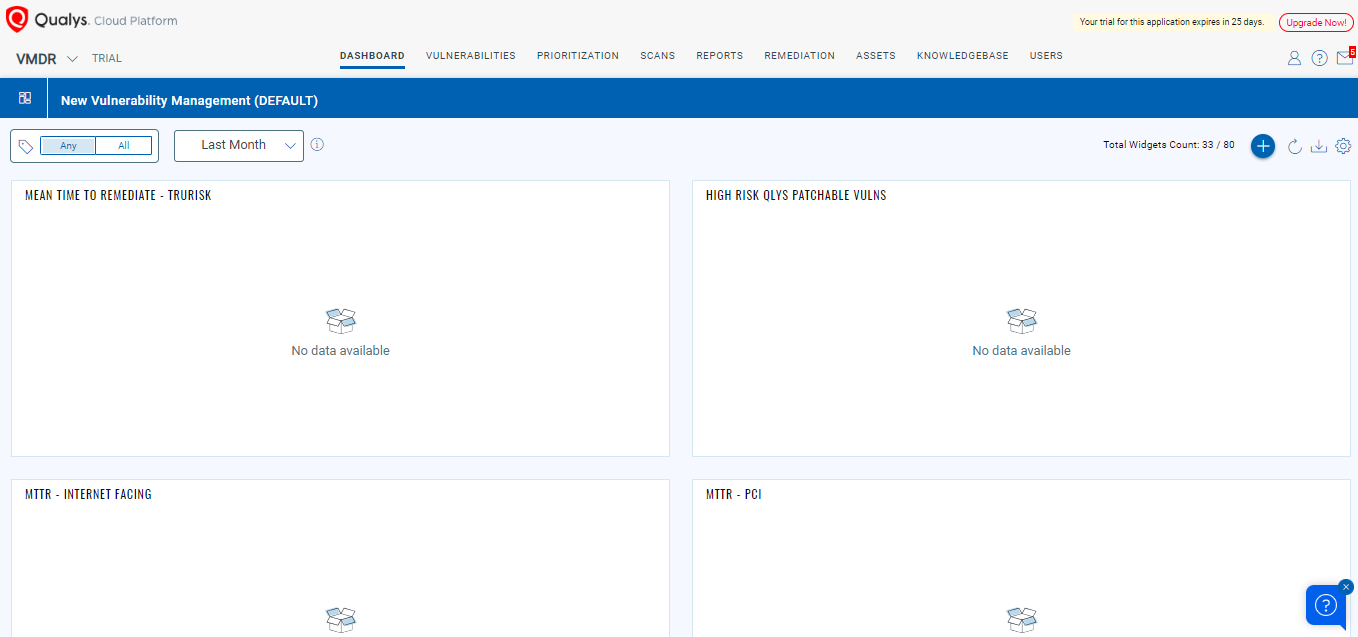 Qualys. Cloud Platform
Your trial for this application expires in 25 days.
Upgrade Now!
VMDR
TRIAL
DASHBOARD
VULNERABILITIES
PRIORITIZATION
SCANS
REPORTS
REMEDIATION
ASSETS
KNOWLEDGEBASE
USERS
?
5
New Vulnerability Management (DEFAULT)
Any
All
Last Month
i
Total Widgets Count: 33 / 80
MEAN TIME TO REMEDIATE - TRURISK
No data available
HIGH RISK QLYS PATCHABLE VULNS
No data available
MTTR - INTERNET FACING
MTTR - PCI
?